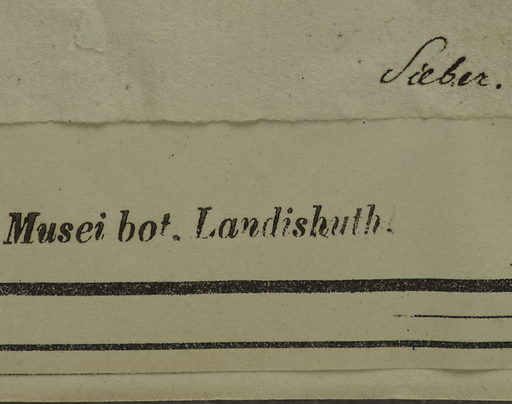 Sieber.
Musei bot. Landishuth.